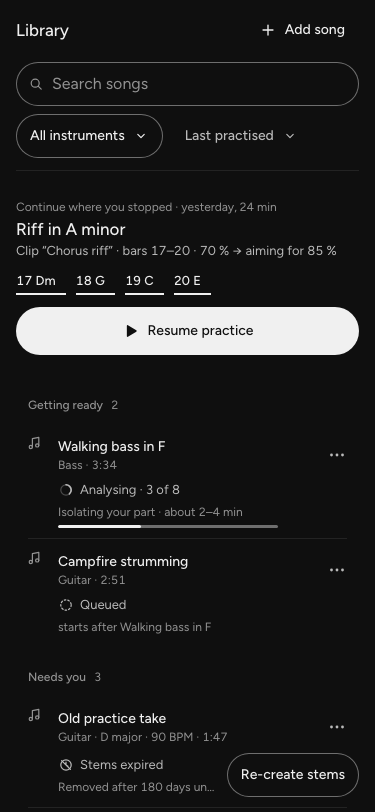 Library
Add song
Search songs
All instruments
Last practised
Continue where you stopped · yesterday, 24 min
Riff in A minor
Clip “Chorus riff” · bars 17–20 · 70 % → aiming for 85 %
17 Dm 18 G 19 C 20 E
Resume practice
Getting ready 2
Walking bass in F
Bass · 3:34
Analysing · 3 of 8
Isolating your part · about 2–4 min
Campfire strumming
Guitar · 2:51
Queued
starts after Walking bass in F
Needs you 3
Old practice take
Guitar · D major · 90 BPM · 1:47
Stems expired
Removed after 180 days un...
Re-create stems